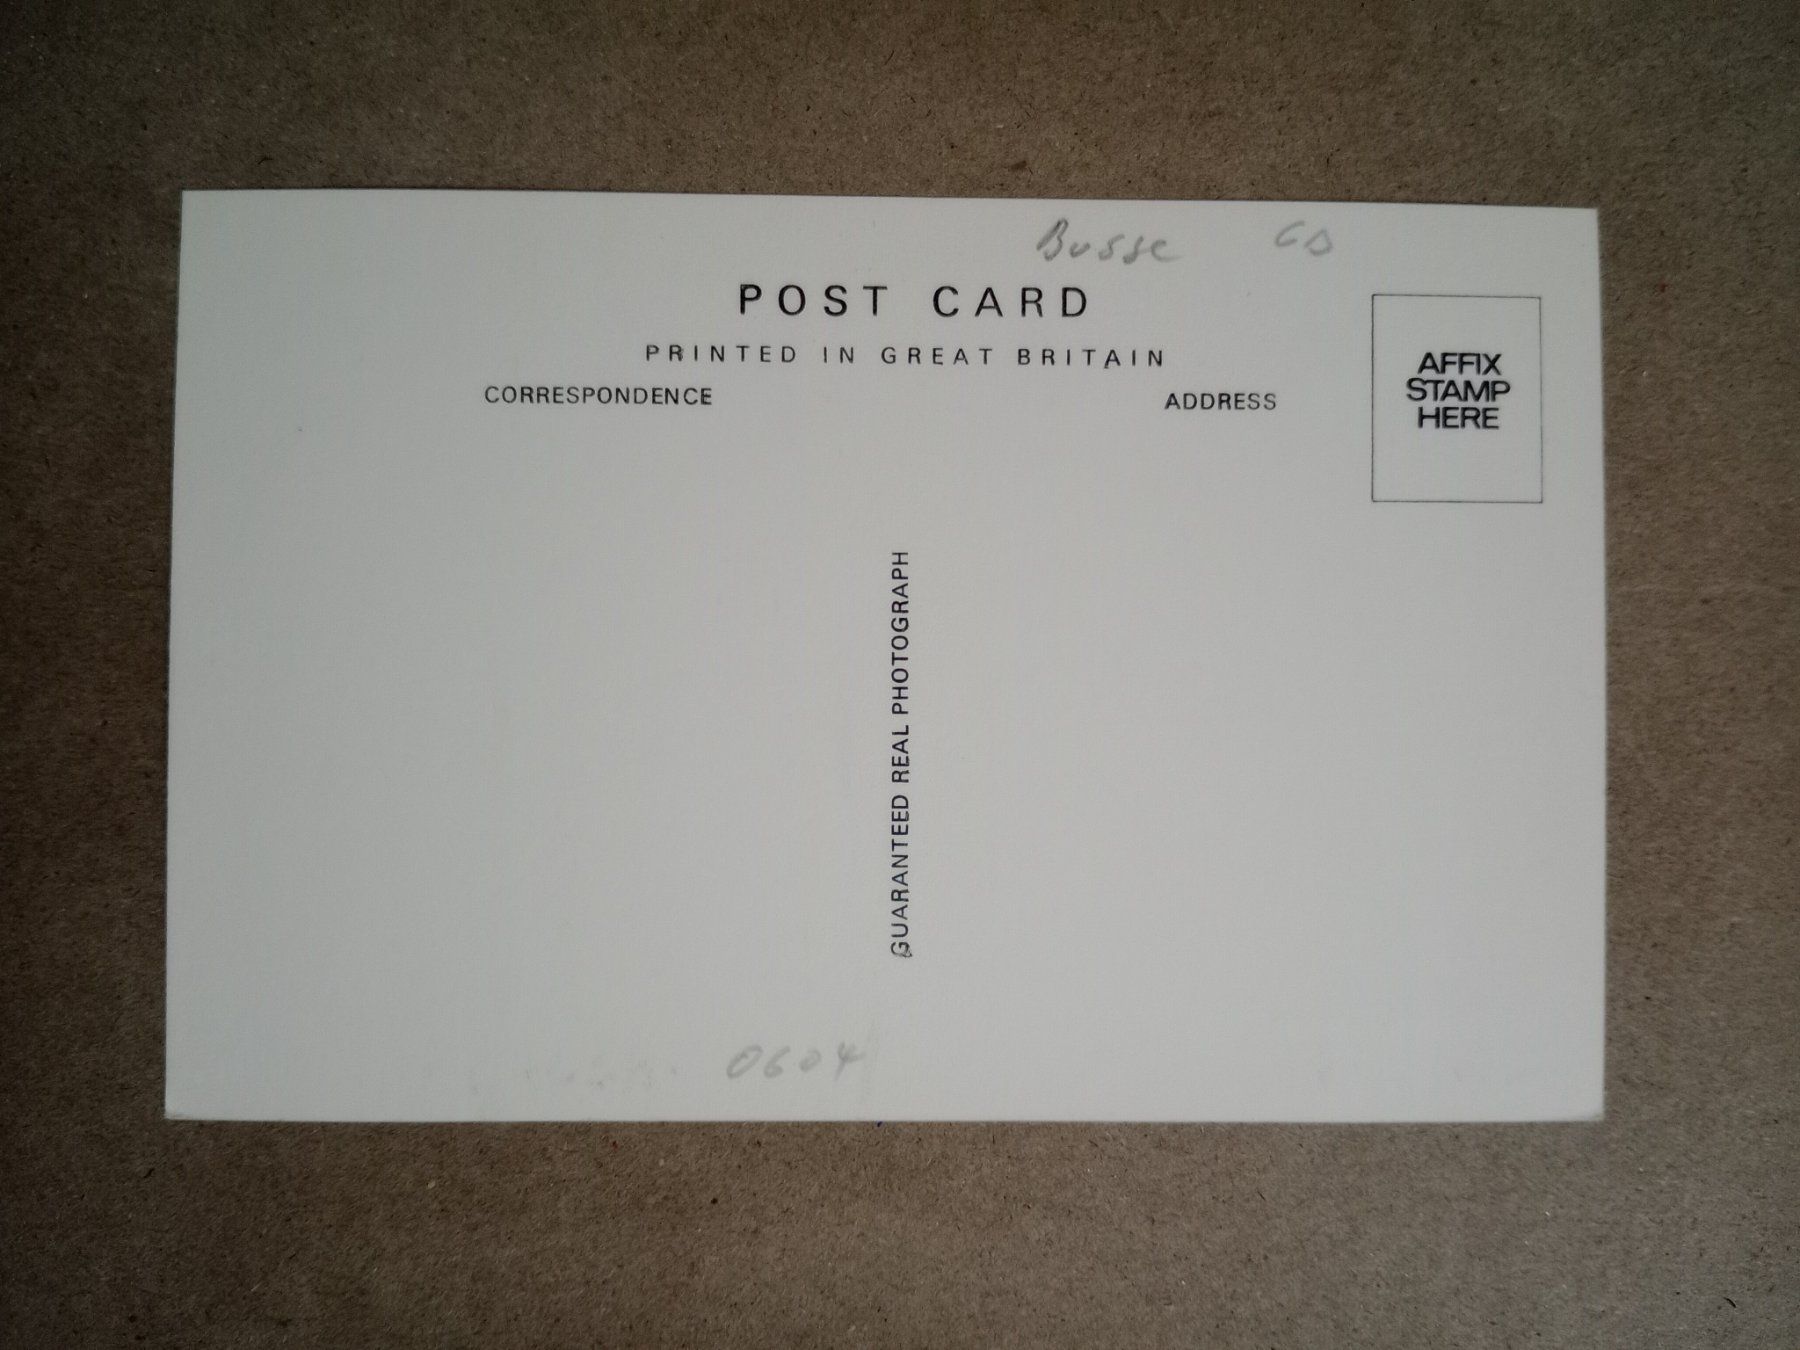 Busse
POST CARD
PRINTED IN GREAT BRITAIN
CORRESPONDENCE
ADDRESS
AFFIX
STAMP
HERE
GUARANTEED REAL PHOTOGRAPH
0604